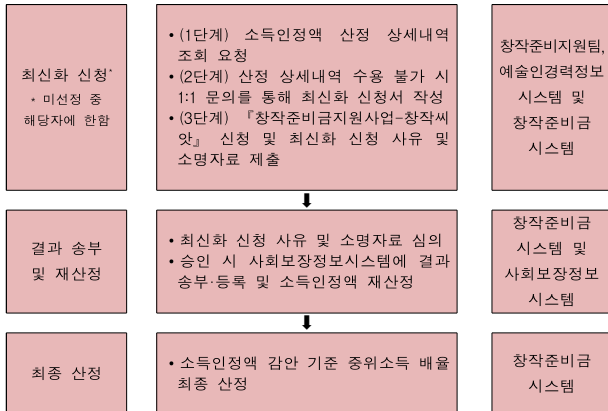 최신화 신청*
* 미선정 중
해당자에 한함
• (1단계) 소득인정액 산정 상세내역
조회 요청
• (2단계) 산정 상세내역 수용 불가 시
1:1 문의를 통해 최신화 신청서 작성
• (3단계) 『창작준비금지원사업-창작씨
앗』 신청 및 최신화 신청 사유 및
소명자료 제출
창작준비지원팀,
예술인경력정보
시스템 및
창작준비금
시스템
결과 송부
및 재산정
• 최신화 신청 사유 및 소명자료 심의
• 승인 시 사회보장정보시스템에 결과
송부·등록 및 소득인정액 재산정
창작준비금
시스템 및
사회보장정보
시스템
최종 산정
• 소득인정액 감안 기준 중위소득 배율
최종 산정
창작준비금
시스템